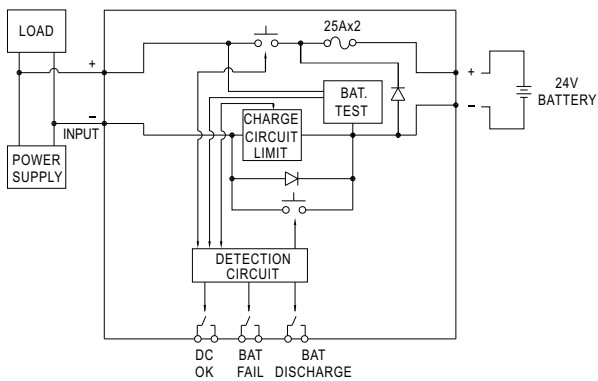 LOAD
25Ax2
+
+
24V
BATTERY
BAT.
TEST
−
CHARGE
CIRCUIT
LIMIT
−
INPUT
POWER
SUPPLY
DETECTION
CIRCUIT
DC
OK
BAT
FAIL
BAT
DISCHARGE